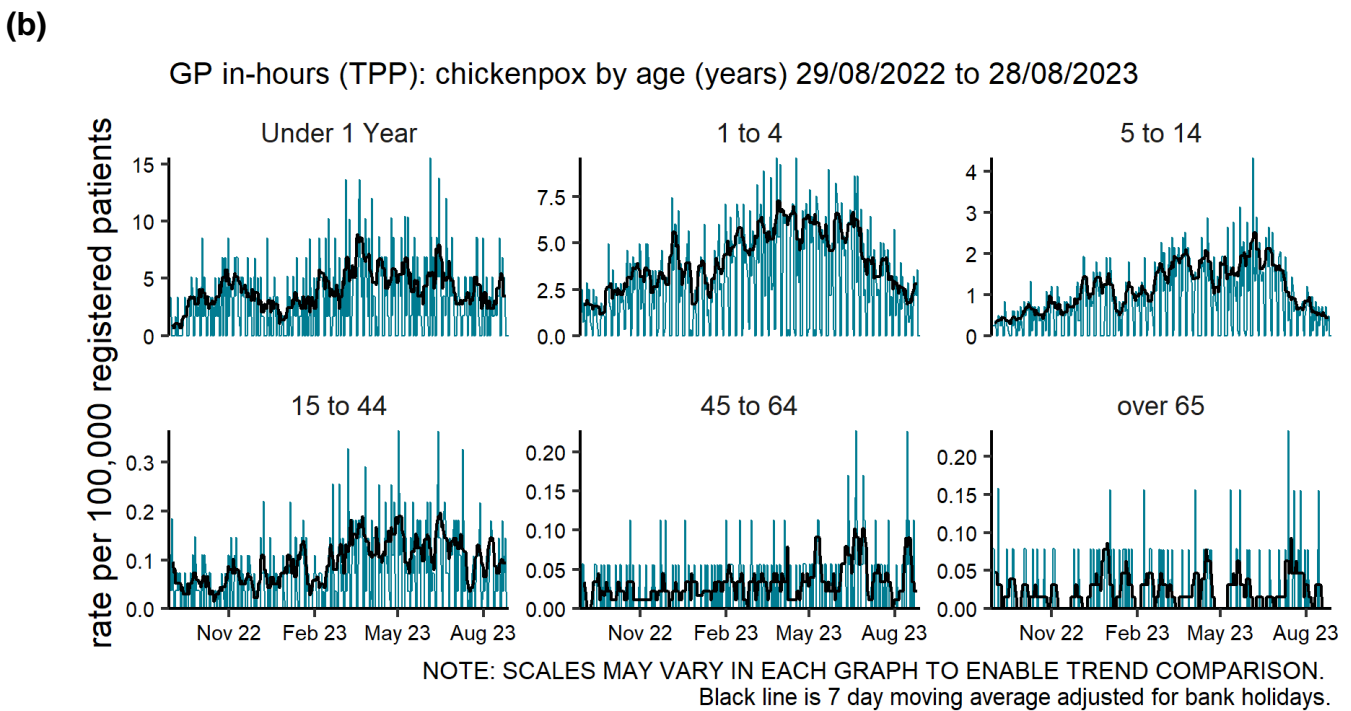 (b)
GP in-hours (TPP): chickenpox by age (years) 29/08/2022 to 28/08/2023
rate per 100,000 registered patients
Under 1 Year
15
10
5
0
1 to 4
7.5
5.0
2.5
0.0
5 to 14
4
3
2
1
0
15 to 44
0.3
0.2
0.1
0.0
Nov 22 Feb 23 May 23 Aug 23
45 to 64
0.20
0.15
0.10
0.05
0.00
Nov 22 Feb 23 May 23 Aug 23
over 65
0.20
0.15
0.10
0.05
0.00
Nov 22 Feb 23 May 23 Aug 23
NOTE: SCALES MAY VARY IN EACH GRAPH TO ENABLE TREND COMPARISON.
Black line is 7 day moving average adjusted for bank holidays.